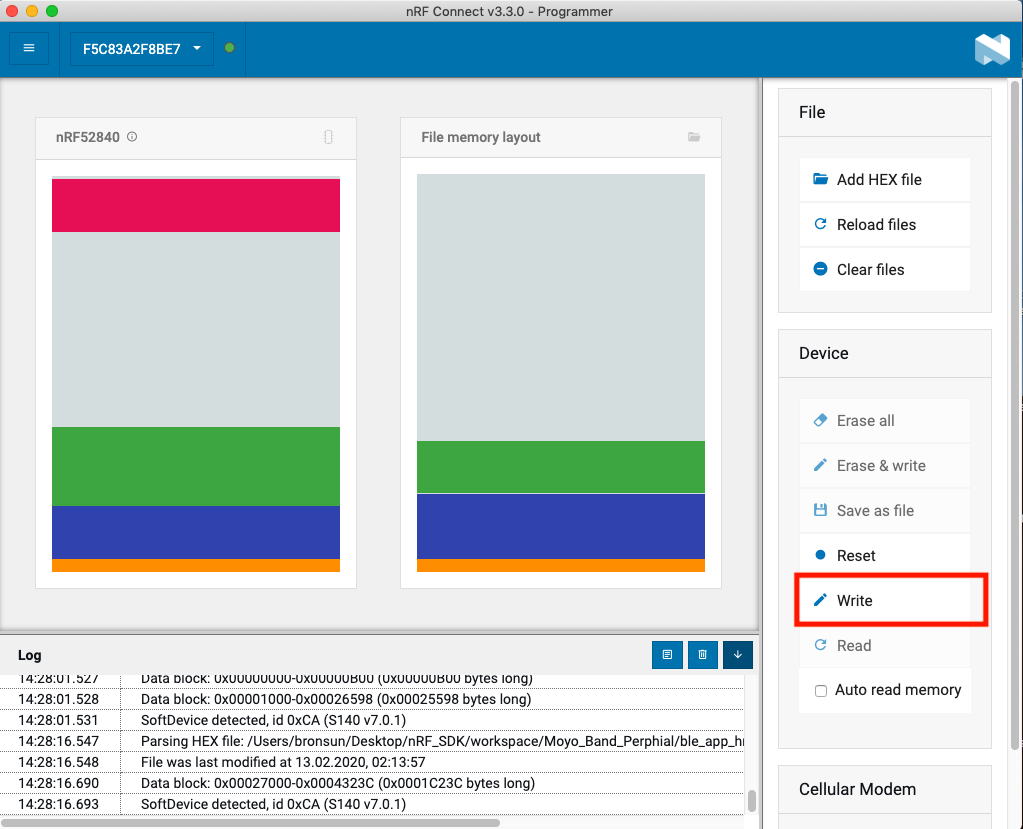 nRF Connect v3.3.0 - Programmer
F5C83A2F8BE7
nRF52840
File memory layout
File
Add HEX file
Reload files
Clear files
Device
Erase all
Erase & write
Save as file
Reset
Write
Read
Auto read memory
Cellular Modem
Log
14:28:01.527 Data block: 0x00000000-0x00000B00 (0x00000B00 bytes long)
14:28:01.528 Data block: 0x00001000-0x00026598 (0x00025598 bytes long)
14:28:01.531 SoftDevice detected, id 0xCA (S140 v7.0.1)
14:28:16.547 Parsing HEX file: /Users/bronsun/Desktop/nRF_SDK/workspace/Moyo_Band_Perphial/ble_app_hr
14:28:16.548 File was last modified at 13.02.2020, 02:13:57
14:28:16.690 Data block: 0x00027000-0x0004323C (0x0001C23C bytes long)
14:28:16.693 SoftDevice detected, id 0xCA (S140 v7.0.1)